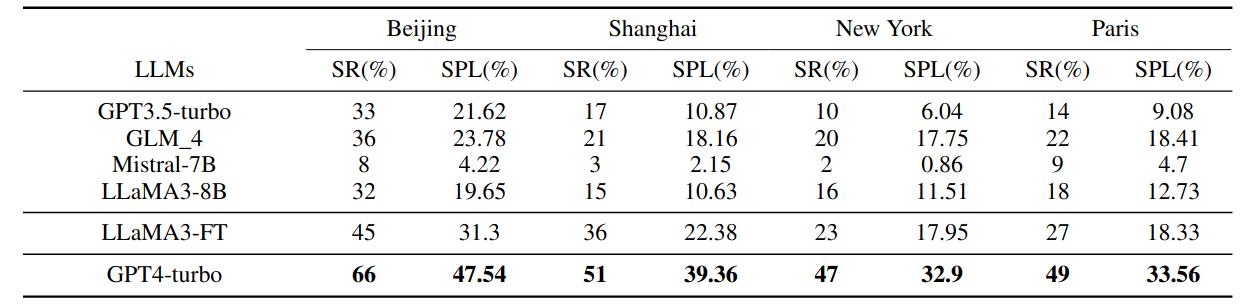 Beijing Shanghai New York Paris
LLMs SR(%) SPL(%) SR(%) SPL(%) SR(%) SPL(%) SR(%) SPL(%)
GPT3.5-turbo 33 21.62 17 10.87 10 6.04 14 9.08
GLM_4 36 23.78 21 18.16 20 17.75 22 18.41
Mistral-7B 8 4.22 3 2.15 2 0.86 9 4.7
LLaMA3-8B 32 19.65 15 10.63 16 11.51 18 12.73
LLaMA3-FT 45 31.3 36 22.38 23 17.95 27 18.33
GPT4-turbo 66 47.54 51 39.36 47 32.9 49 33.56